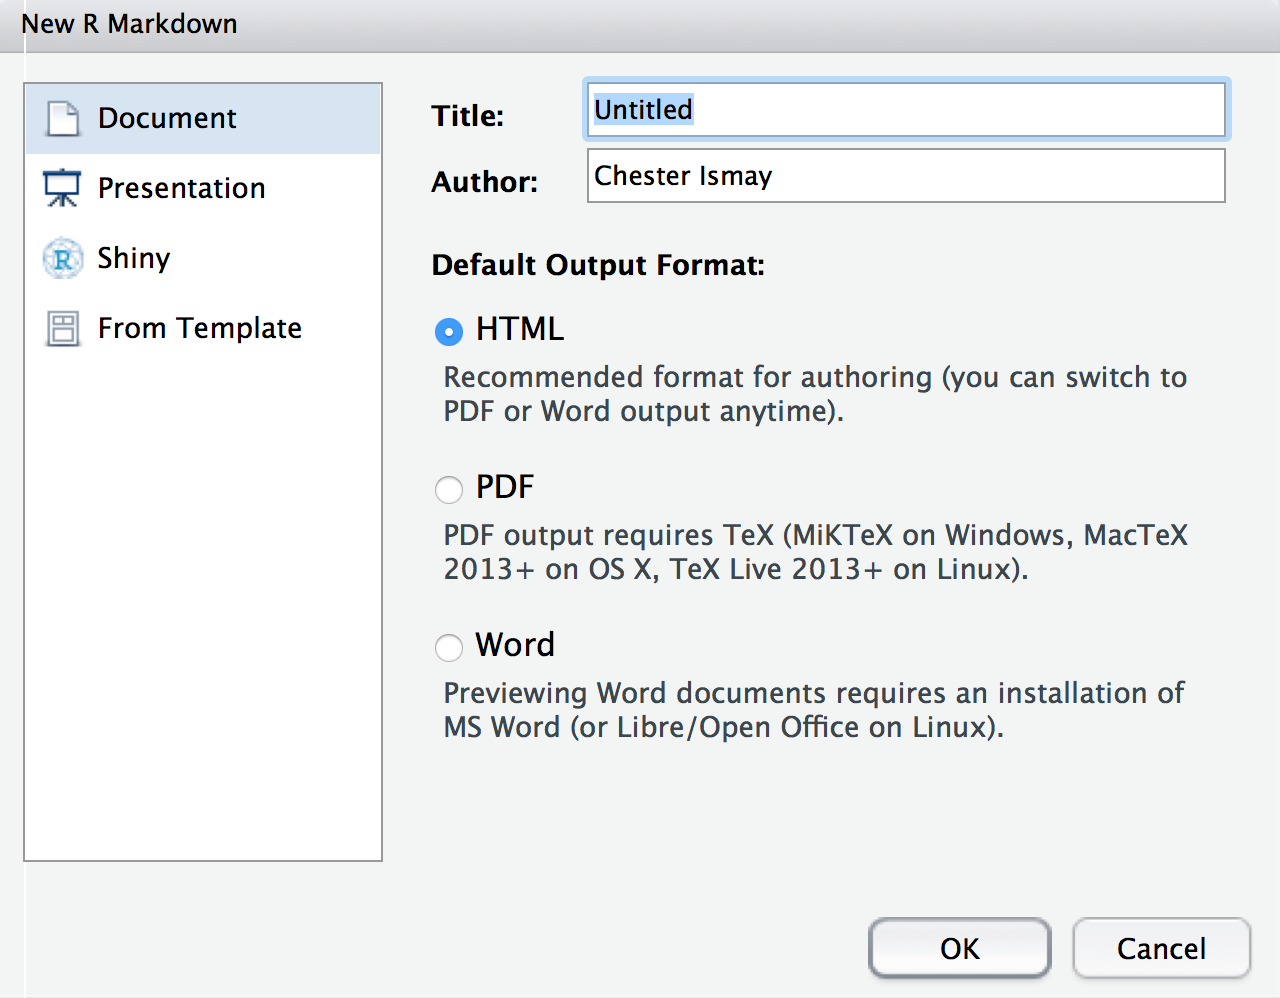 New R Markdown
Document
Presentation
R
Shiny
From Template
Title:
Untitled
Author:
Chester Ismay
Default Output Format:
HTML
Recommended format for authoring (you can switch to
PDF or Word output anytime).
PDF
PDF output requires TeX (MiKTeX on Windows, MacTeX
2013+ on OS X, TeX Live 2013+ on Linux).
Word
Previewing Word documents requires an installation of
MS Word (or Libre/Open Office on Linux).
OK
Cancel